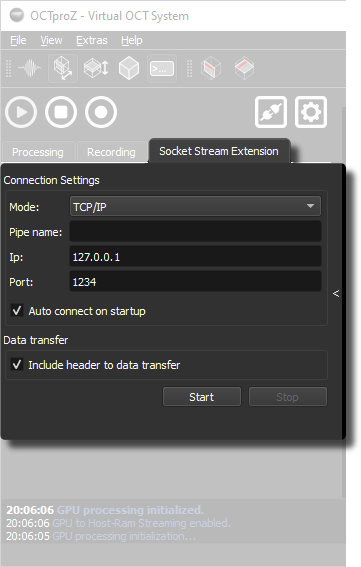 OCTproZ - Virtual OCT System
File View Extras Help
Processing Recording Socket Stream Extension
Connection Settings
Mode: TCP/IP
Pipe name:
Ip: 127.0.0.1
Port: 1234
Auto connect on startup
Data transfer
Include header to data transfer
Start Stop
<
20:06:06 GPU processing initialized.
20:06:06 GPU to Host-Ram Streaming enabled.
20:06:05 GPU processing initialization...